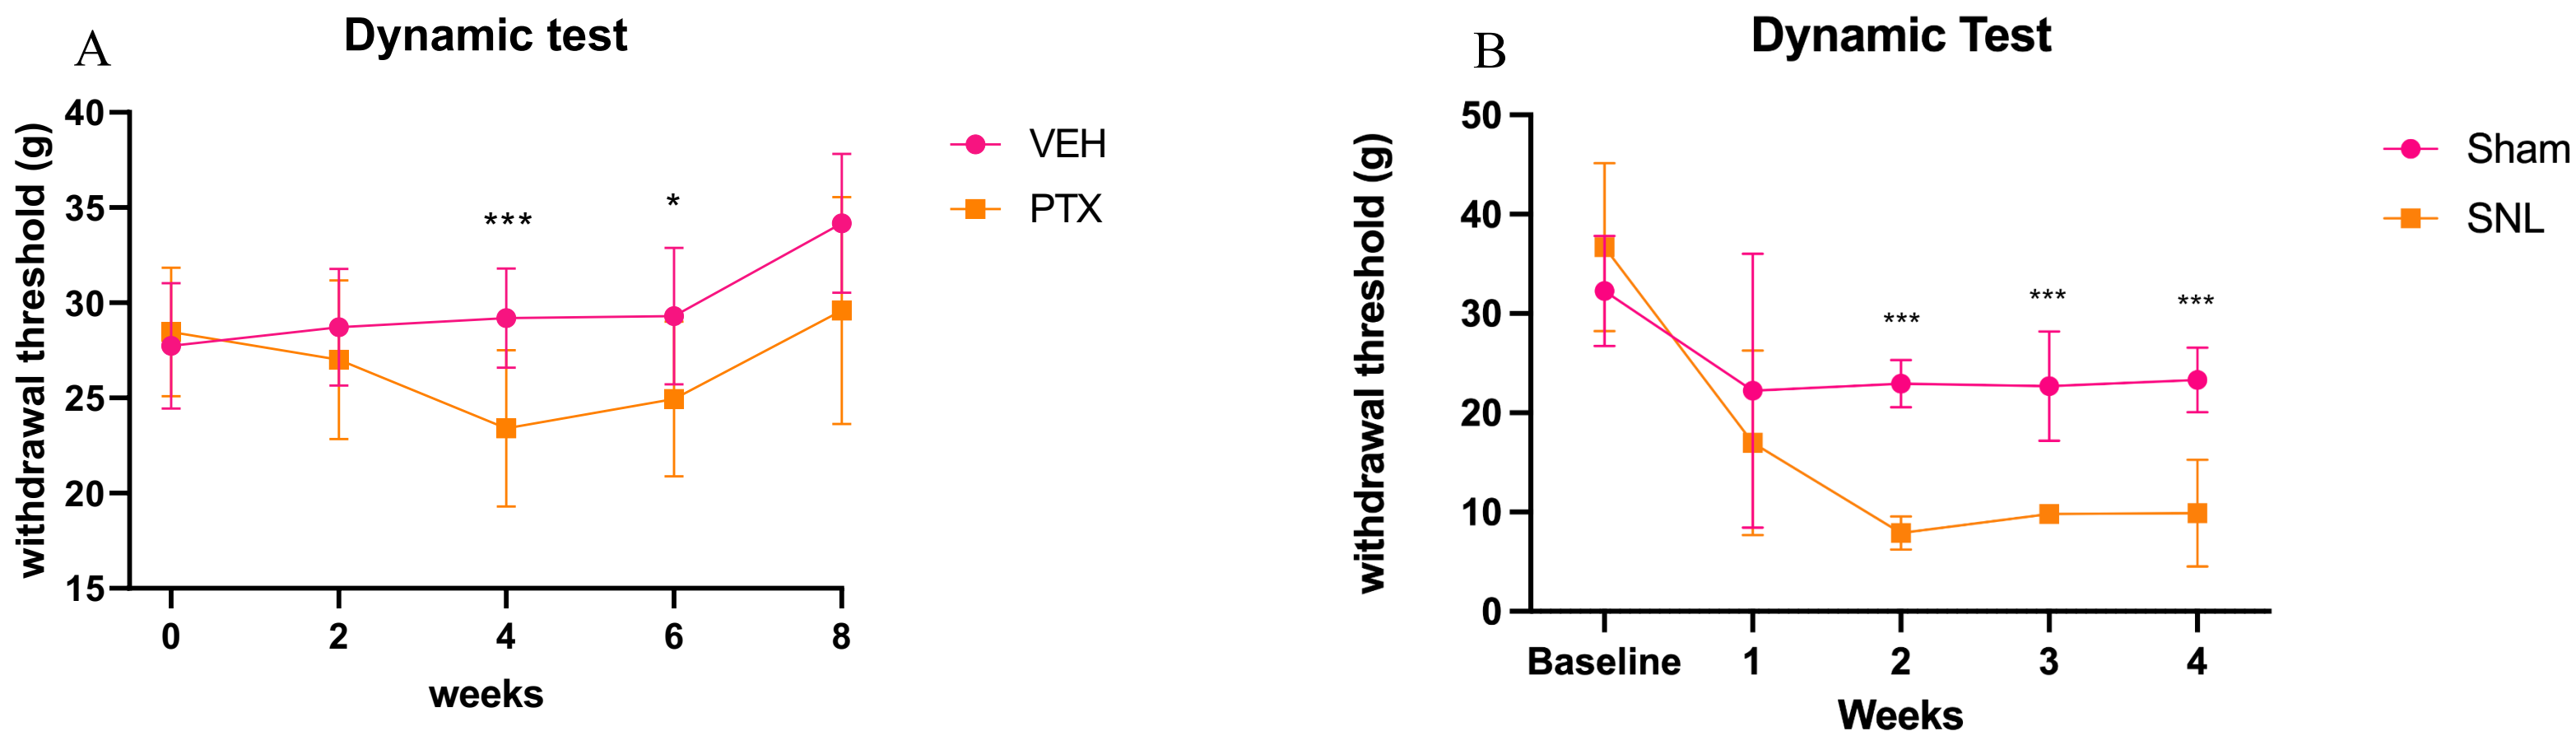 A
Dynamic test
withdrawal threshold (g)
40
35
30
25
20
15
***
*
0 2 4 6 8
weeks
VEH
PTX
B
Dynamic Test
withdrawal threshold (g)
50
40
30
20
10
0
*** *** ***
Baseline 1 2 3 4
Weeks
Sham
SNL